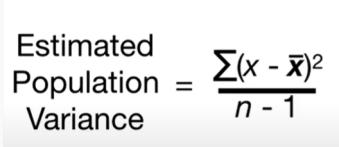 Estimated
Population = Σ(x - x̄)²
Variance n - 1